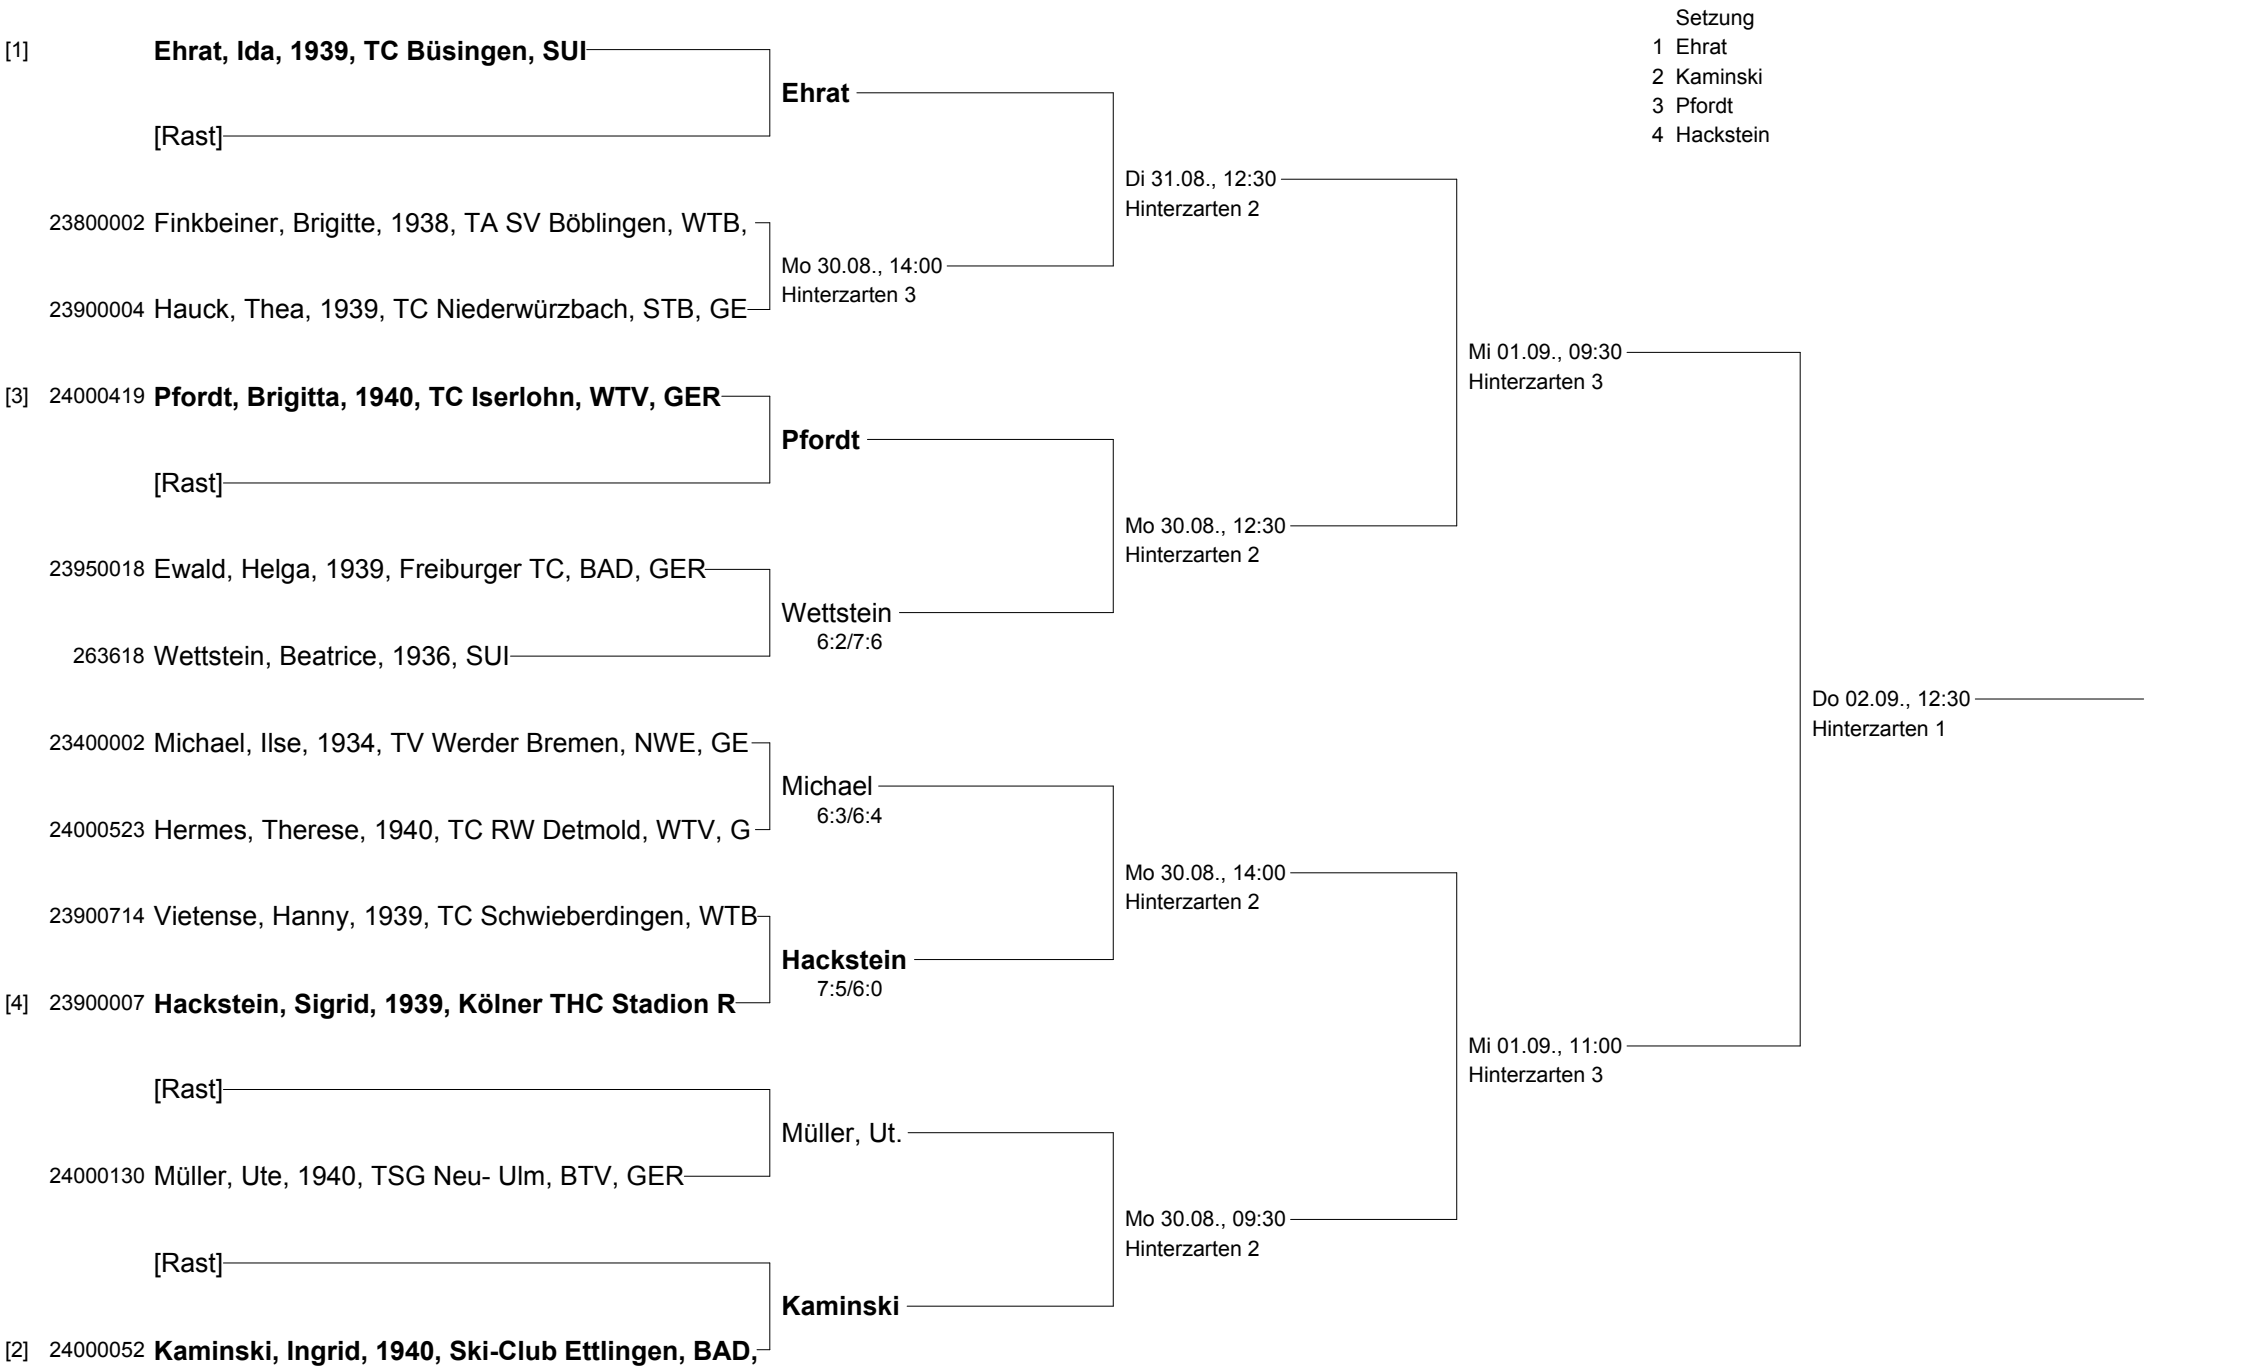 Setzung
1 Ehrat
2 Kaminski
3 Pfordt
4 Hackstein
[1] Ehrat, Ida, 1939, TC Büsingen, SUI
Ehrat
[Rast]
Di 31.08., 12:30
Hinterzarten 2
23800002 Finkbeiner, Brigitte, 1938, TA SV Böblingen, WTB,
Mo 30.08., 14:00
Hinterzarten 3
23900004 Hauck, Thea, 1939, TC Niederwürzbach, STB, GE
Mi 01.09., 09:30
Hinterzarten 3
[3] 24000419 Pfordt, Brigitta, 1940, TC Iserlohn, WTV, GER
Pfordt
[Rast]
Mo 30.08., 12:30
Hinterzarten 2
23950018 Ewald, Helga, 1939, Freiburger TC, BAD, GER
Wettstein
6:2/7:6
263618 Wettstein, Beatrice, 1936, SUI
Do 02.09., 12:30
Hinterzarten 1
23400002 Michael, Ilse, 1934, TV Werder Bremen, NWE, GE
Michael
6:3/6:4
24000523 Hermes, Therese, 1940, TC RW Detmold, WTV, G
Mo 30.08., 14:00
Hinterzarten 2
23900714 Vietense, Hanny, 1939, TC Schwieberdingen, WTB
Hackstein
7:5/6:0
[4] 23900007 Hackstein, Sigrid, 1939, Kölner THC Stadion R
Mi 01.09., 11:00
Hinterzarten 3
[Rast]
Müller, Ut.
24000130 Müller, Ute, 1940, TSG Neu- Ulm, BTV, GER
Mo 30.08., 09:30
Hinterzarten 2
[Rast]
Kaminski
[2] 24000052 Kaminski, Ingrid, 1940, Ski-Club Ettlingen, BAD,